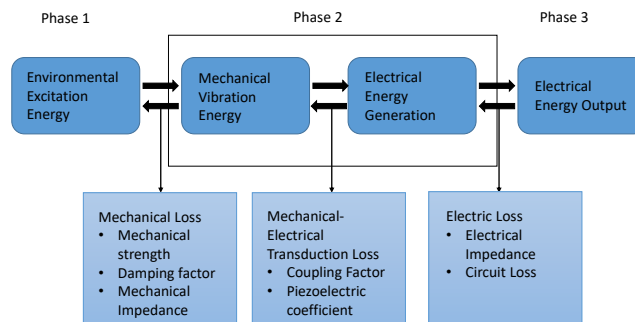 Phase 1
Phase 2
Phase 3
Environmental
Excitation
Energy
Mechanical
Vibration
Energy
Electrical
Energy
Generation
Electrical
Energy Output
Mechanical Loss
• Mechanical
strength
• Damping factor
• Mechanical
Impedance
Mechanical-
Electrical
Transduction Loss
• Coupling Factor
• Piezoelectric
coefficient
Electric Loss
• Electrical
Impedance
• Circuit Loss